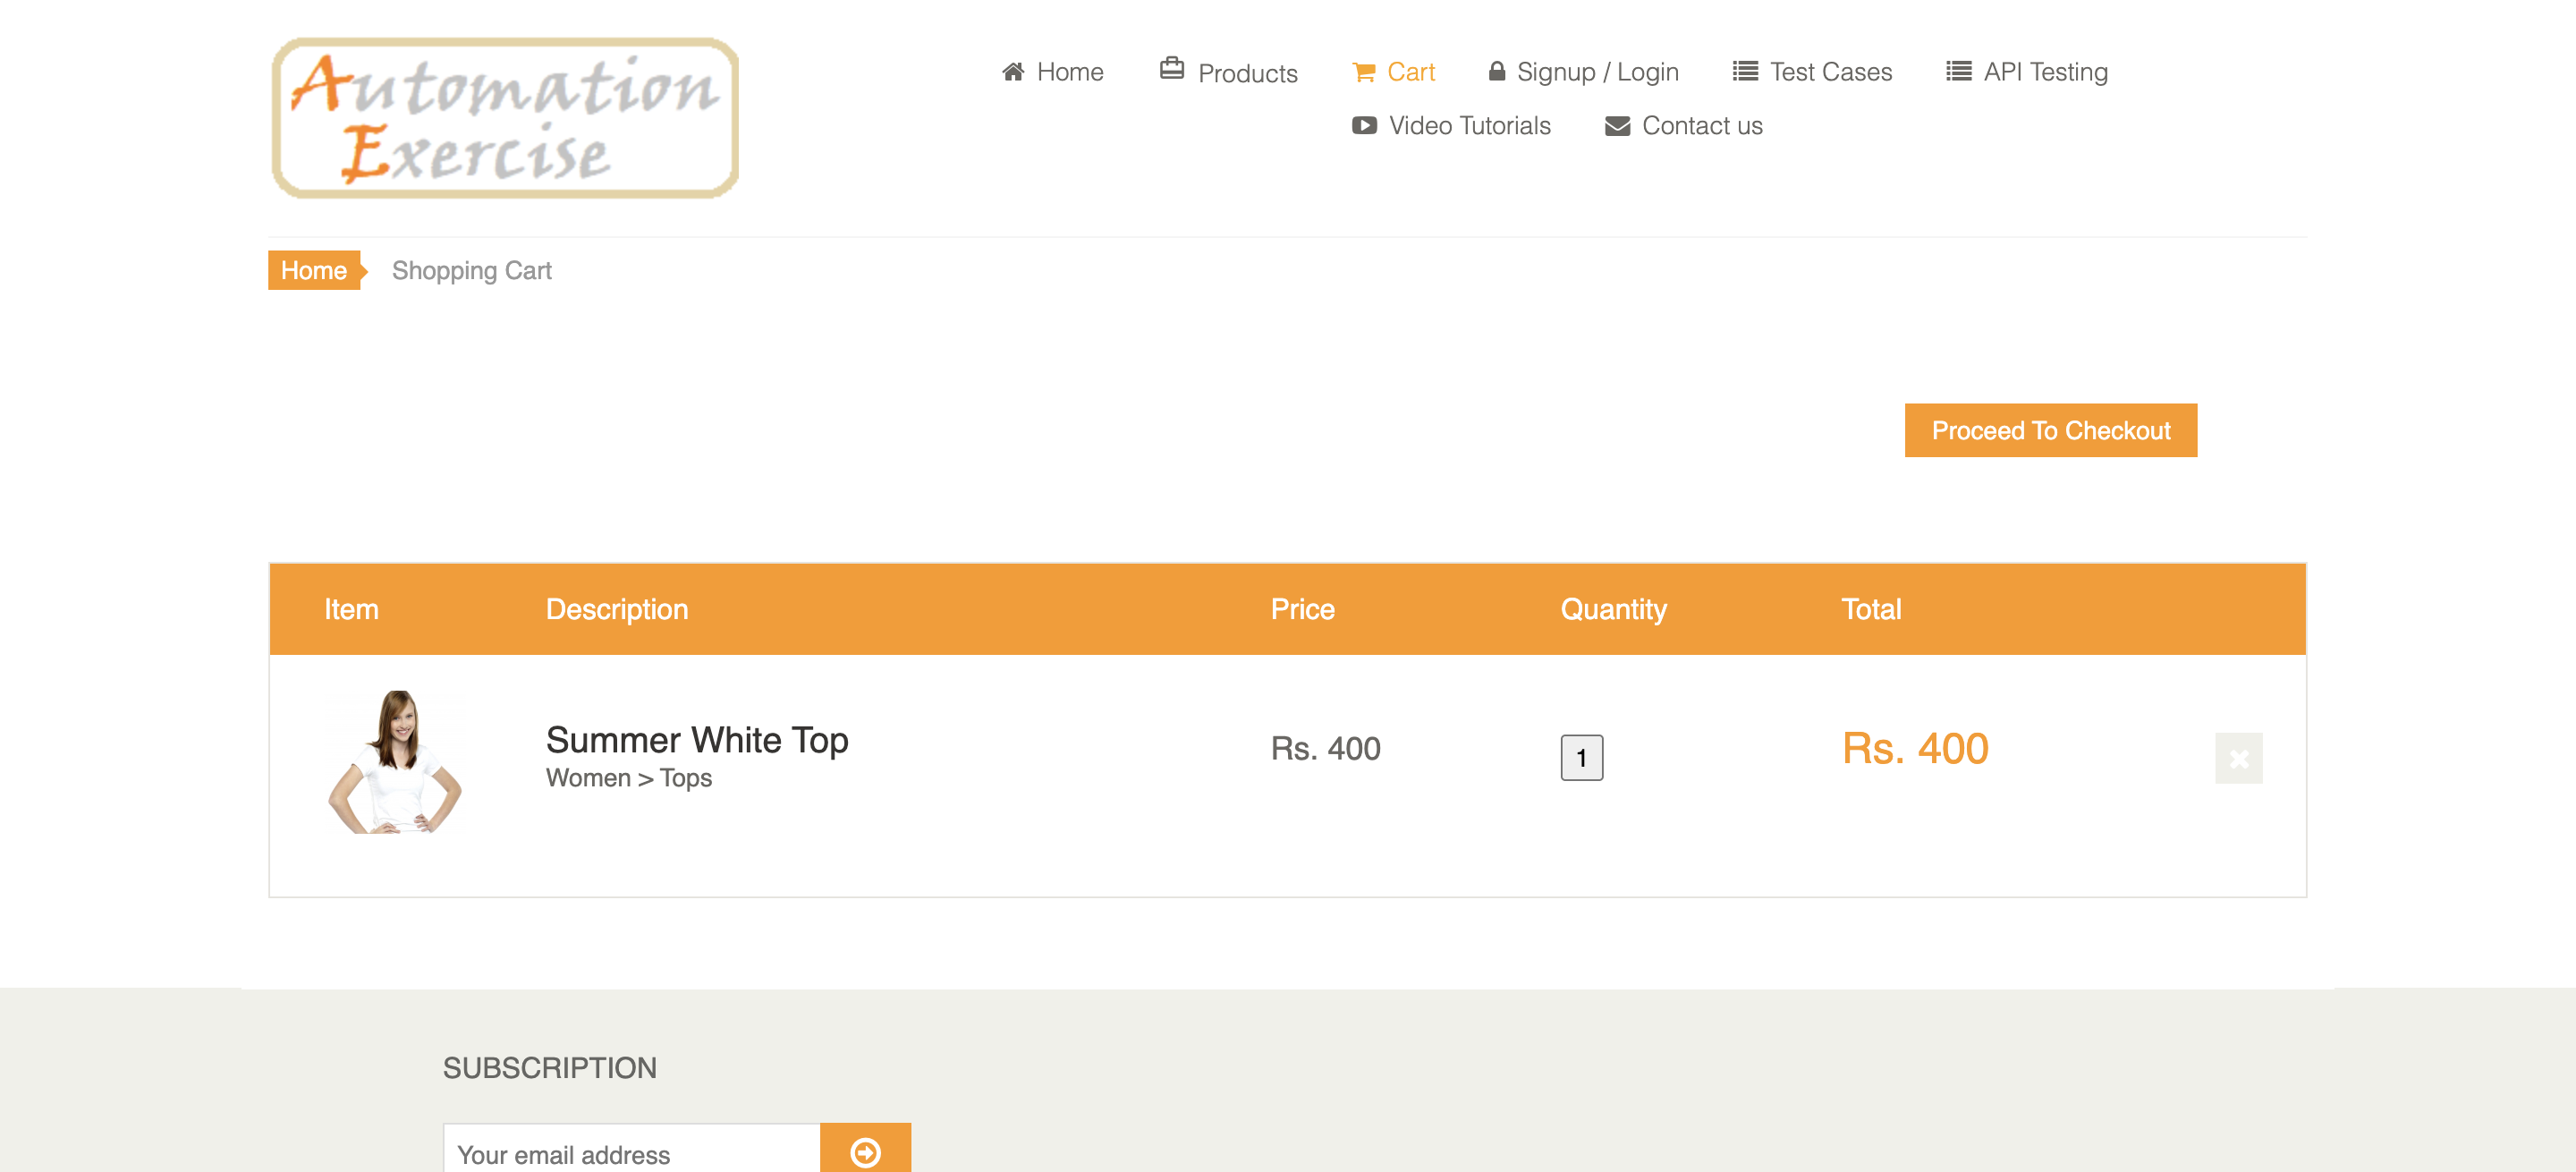 Automation
Exercise
Home Products Cart Signup / Login Test Cases API Testing
Video Tutorials Contact us
Home Shopping Cart
Proceed To Checkout
Item Description Price Quantity Total
Summer White Top
Women > Tops
Rs. 400 1 Rs. 400
SUBSCRIPTION
Your email address